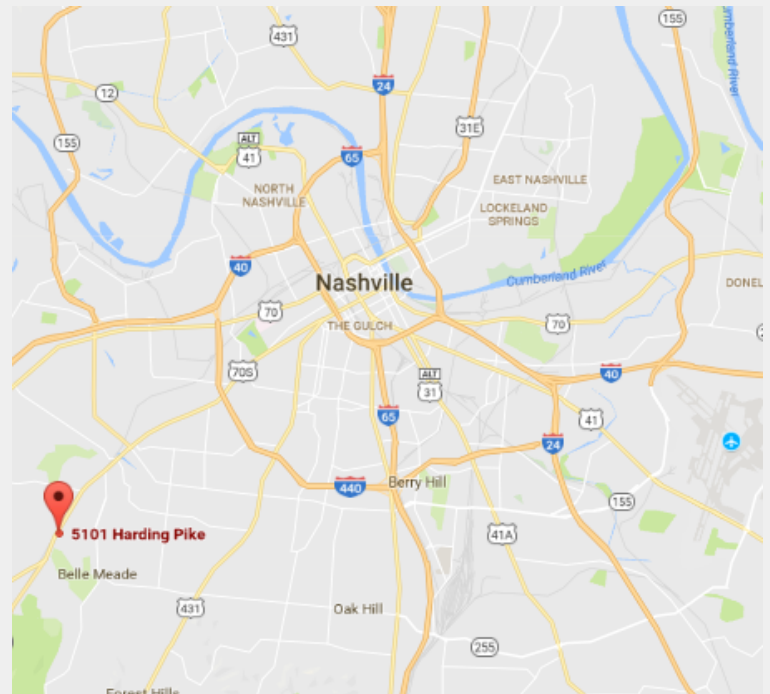 155
431
Cumberland River
24
12
155
31E
ALT
41
65
EAST NASHVILLE
NORTH
NASHVILLE
LOCKELAND
SPRINGS
40
Cumberland River
Nashville
DONEL
70
THE GULCH
70
70S
ALT
31
40
65
41
24
440
Berry Hill
155
5101 Harding Pike
41A
Belle Meade
431
Oak Hill
255
Forest Hills